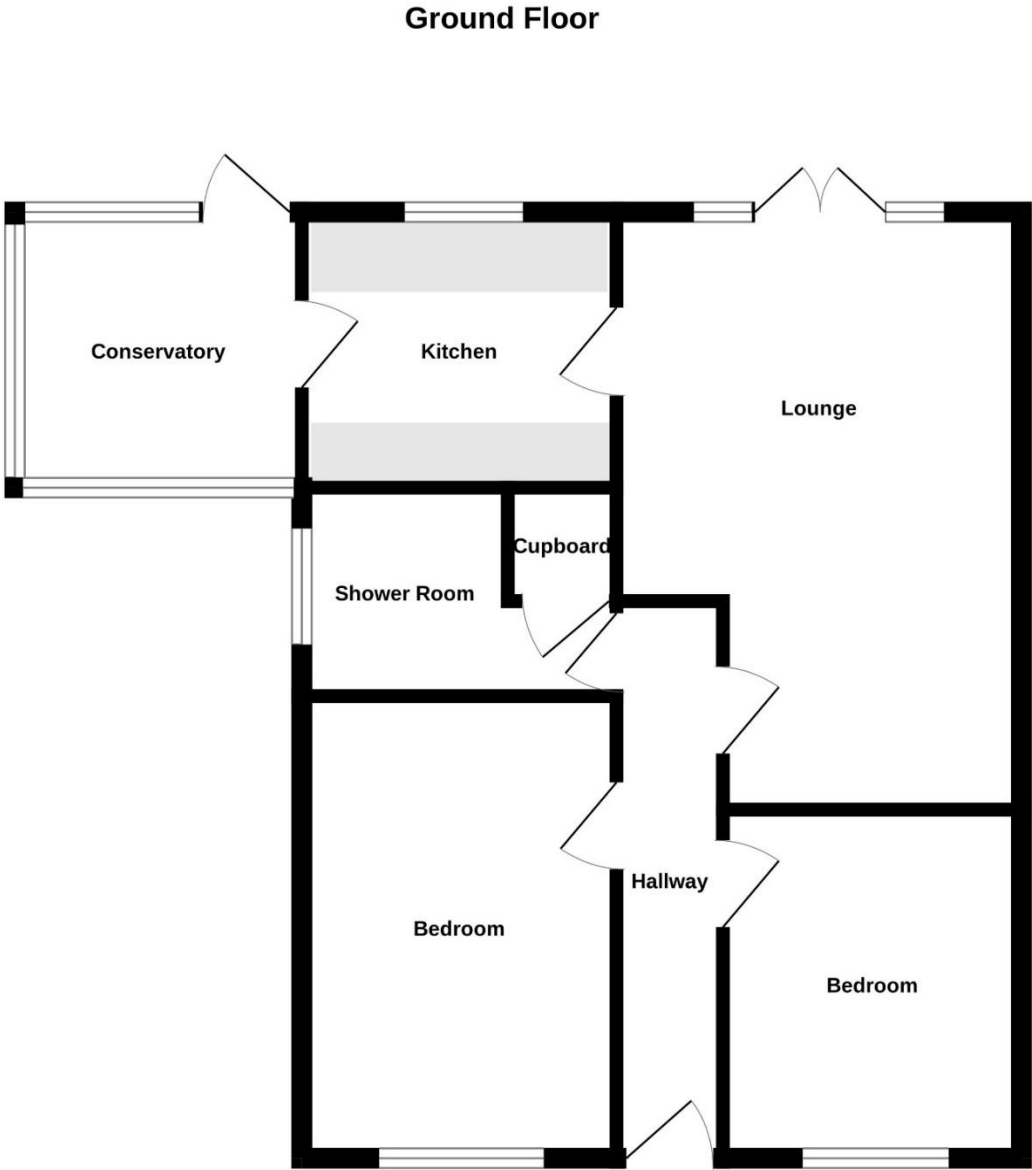 Ground Floor
Conservatory
Kitchen
Lounge
Cupboard
Shower Room
Hallway
Bedroom
Bedroom